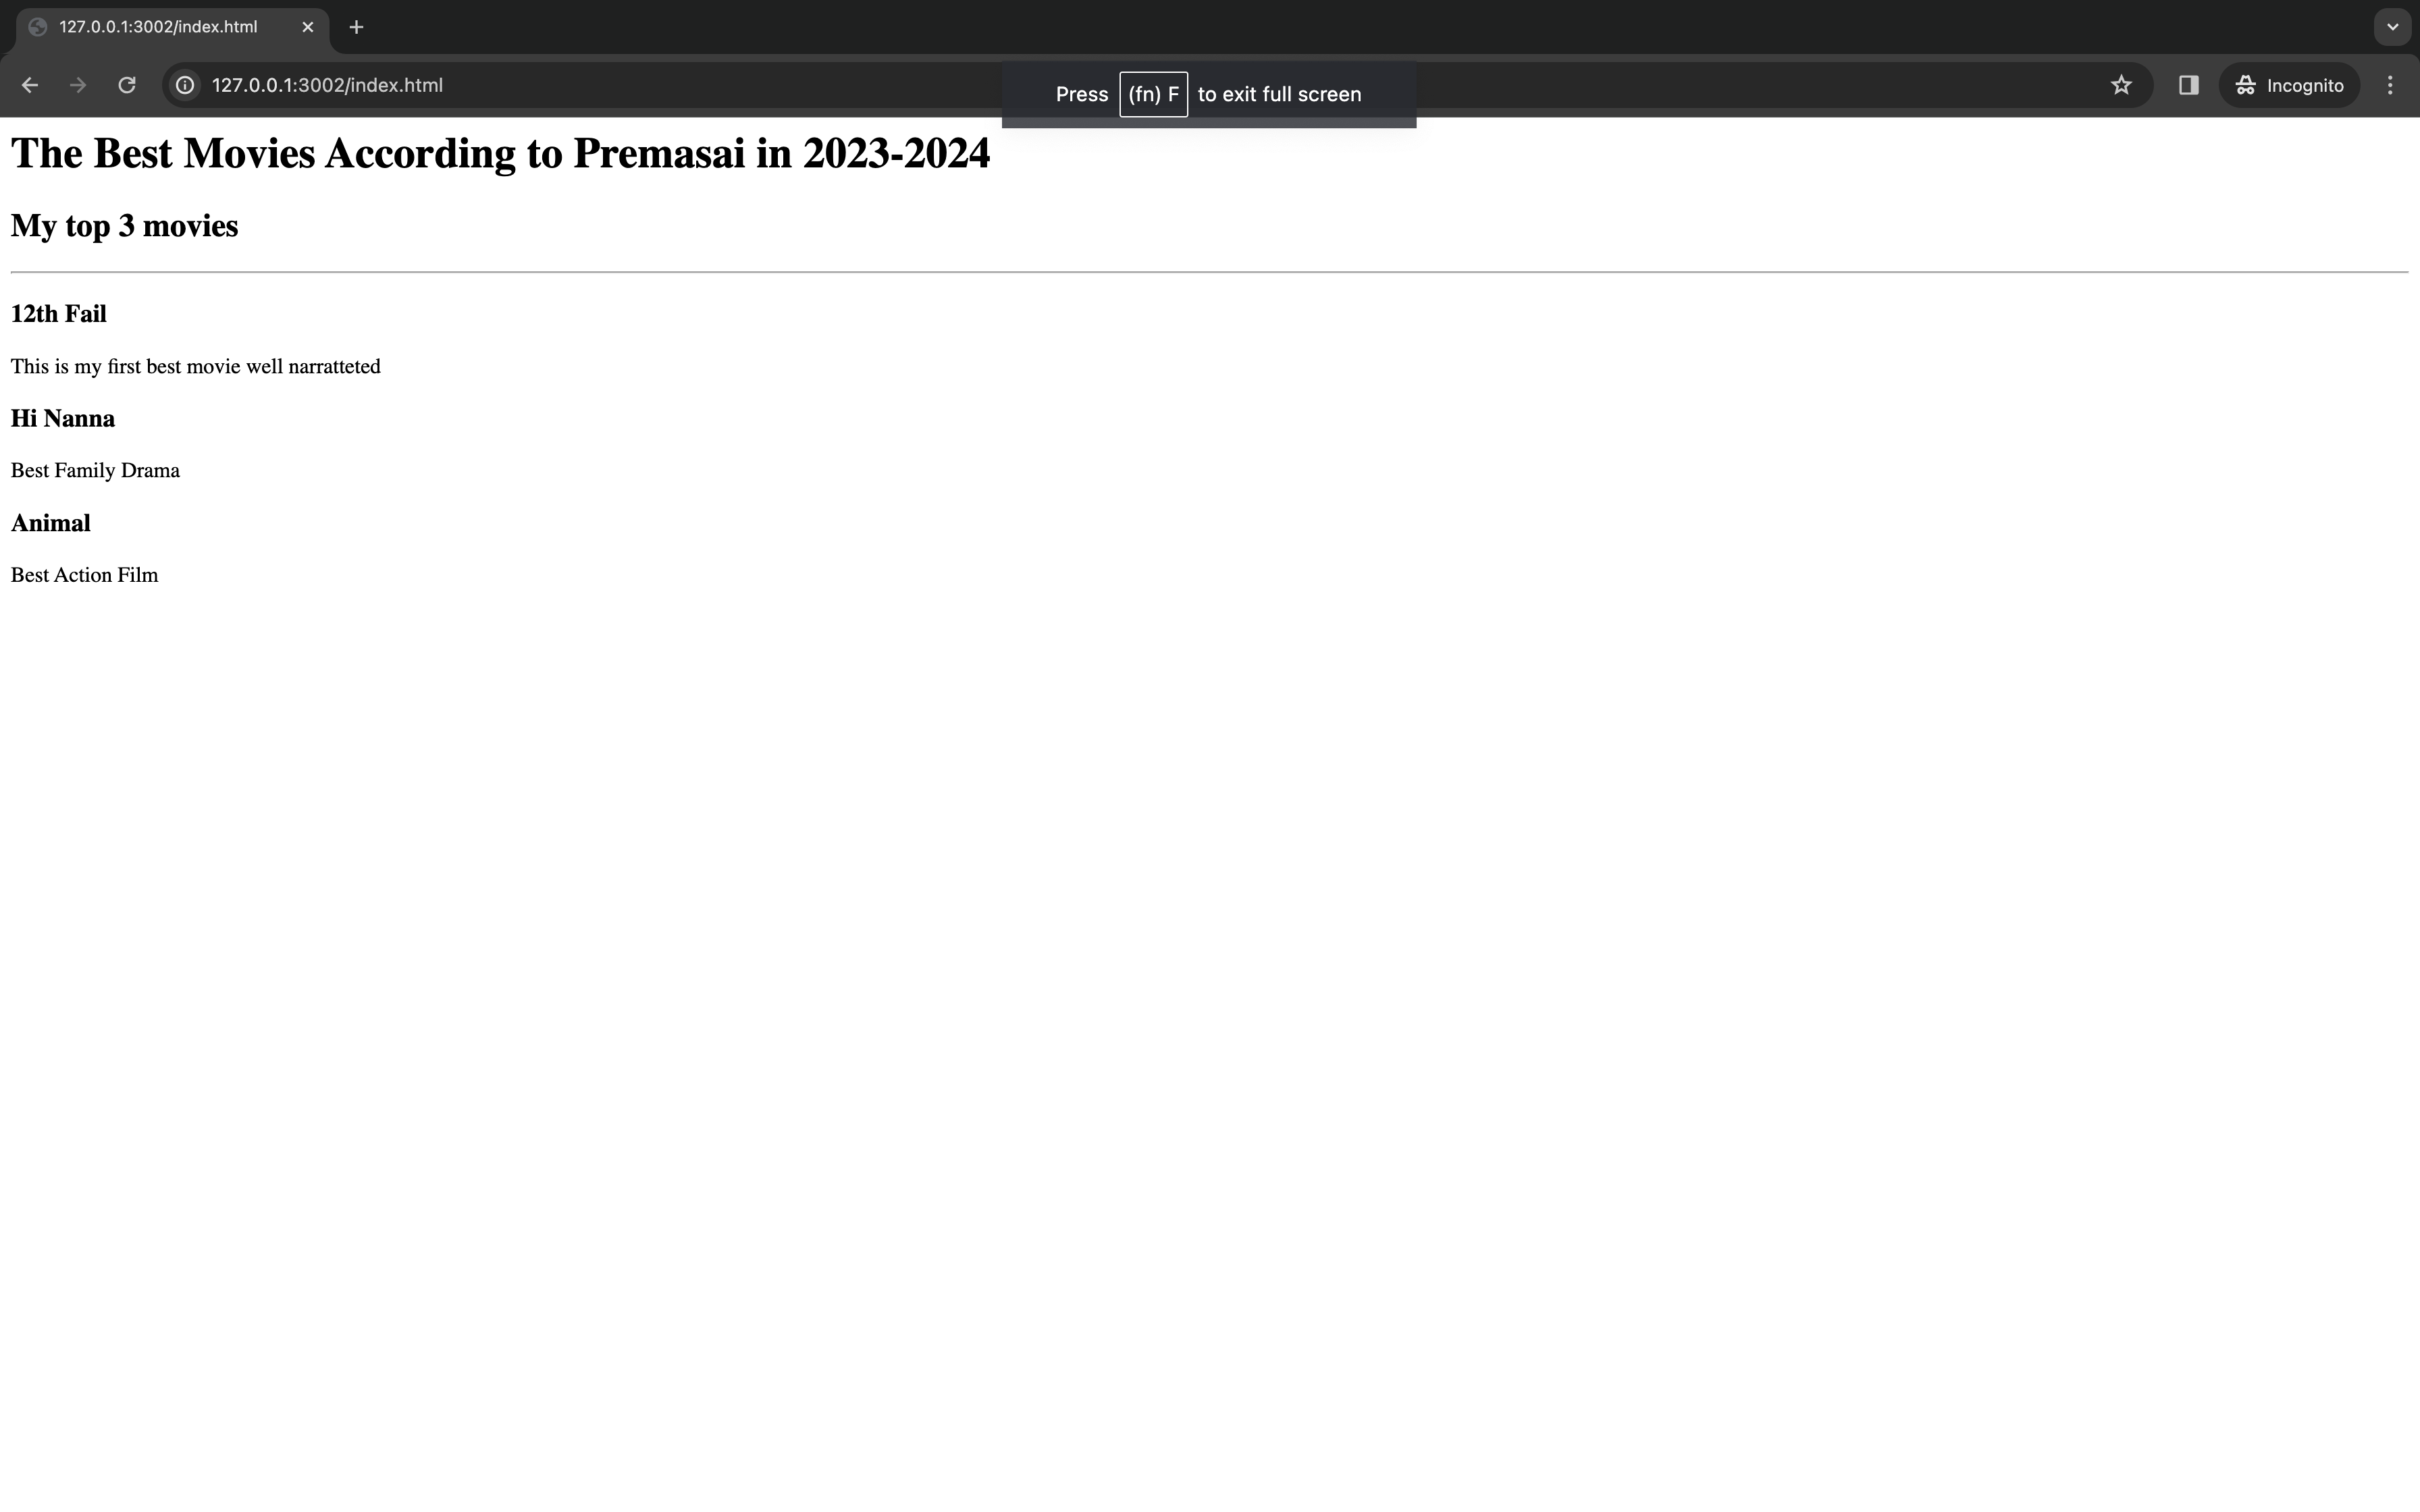 127.0.0.1:3002/index.html
127.0.0.1:3002/index.html
Press (fn) F to exit full screen
Incognito
The Best Movies According to Premasai in 2023-2024
My top 3 movies
12th Fail
This is my first best movie well narratteted
Hi Nanna
Best Family Drama
Animal
Best Action Film